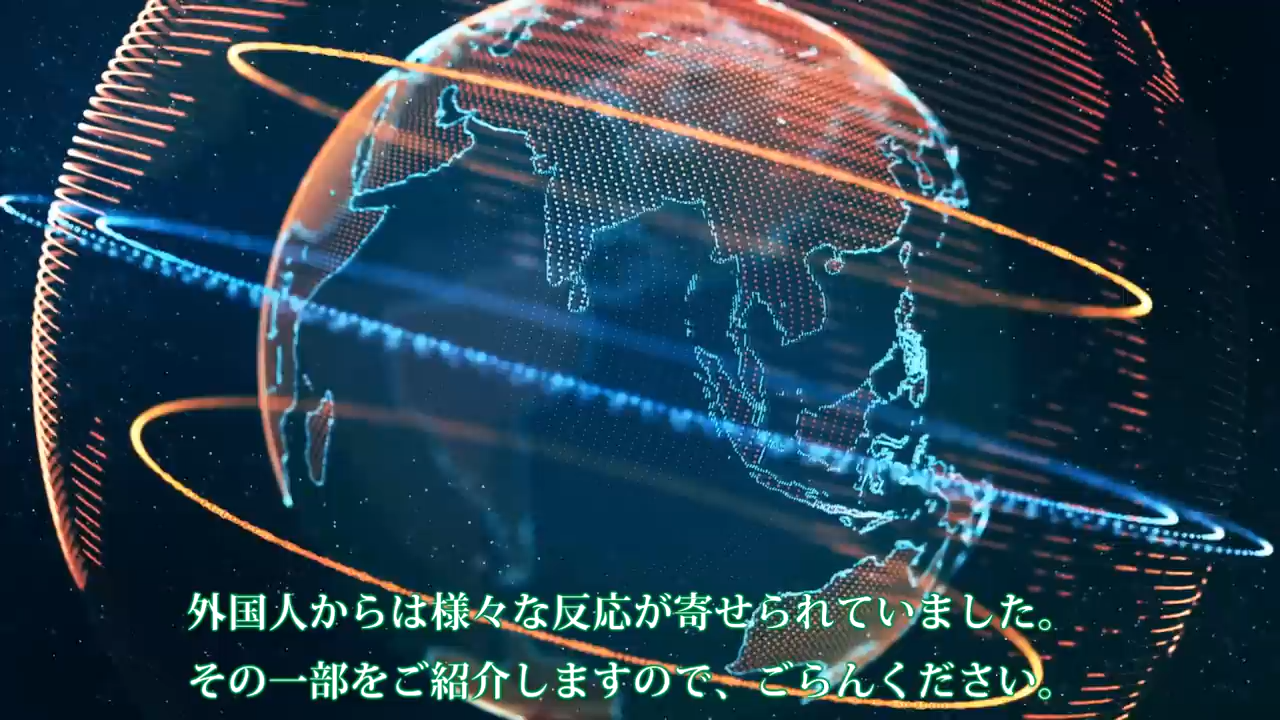 外国人からは様々な反応が寄せられていました。
その一部をご紹介しますので、ごらんください。